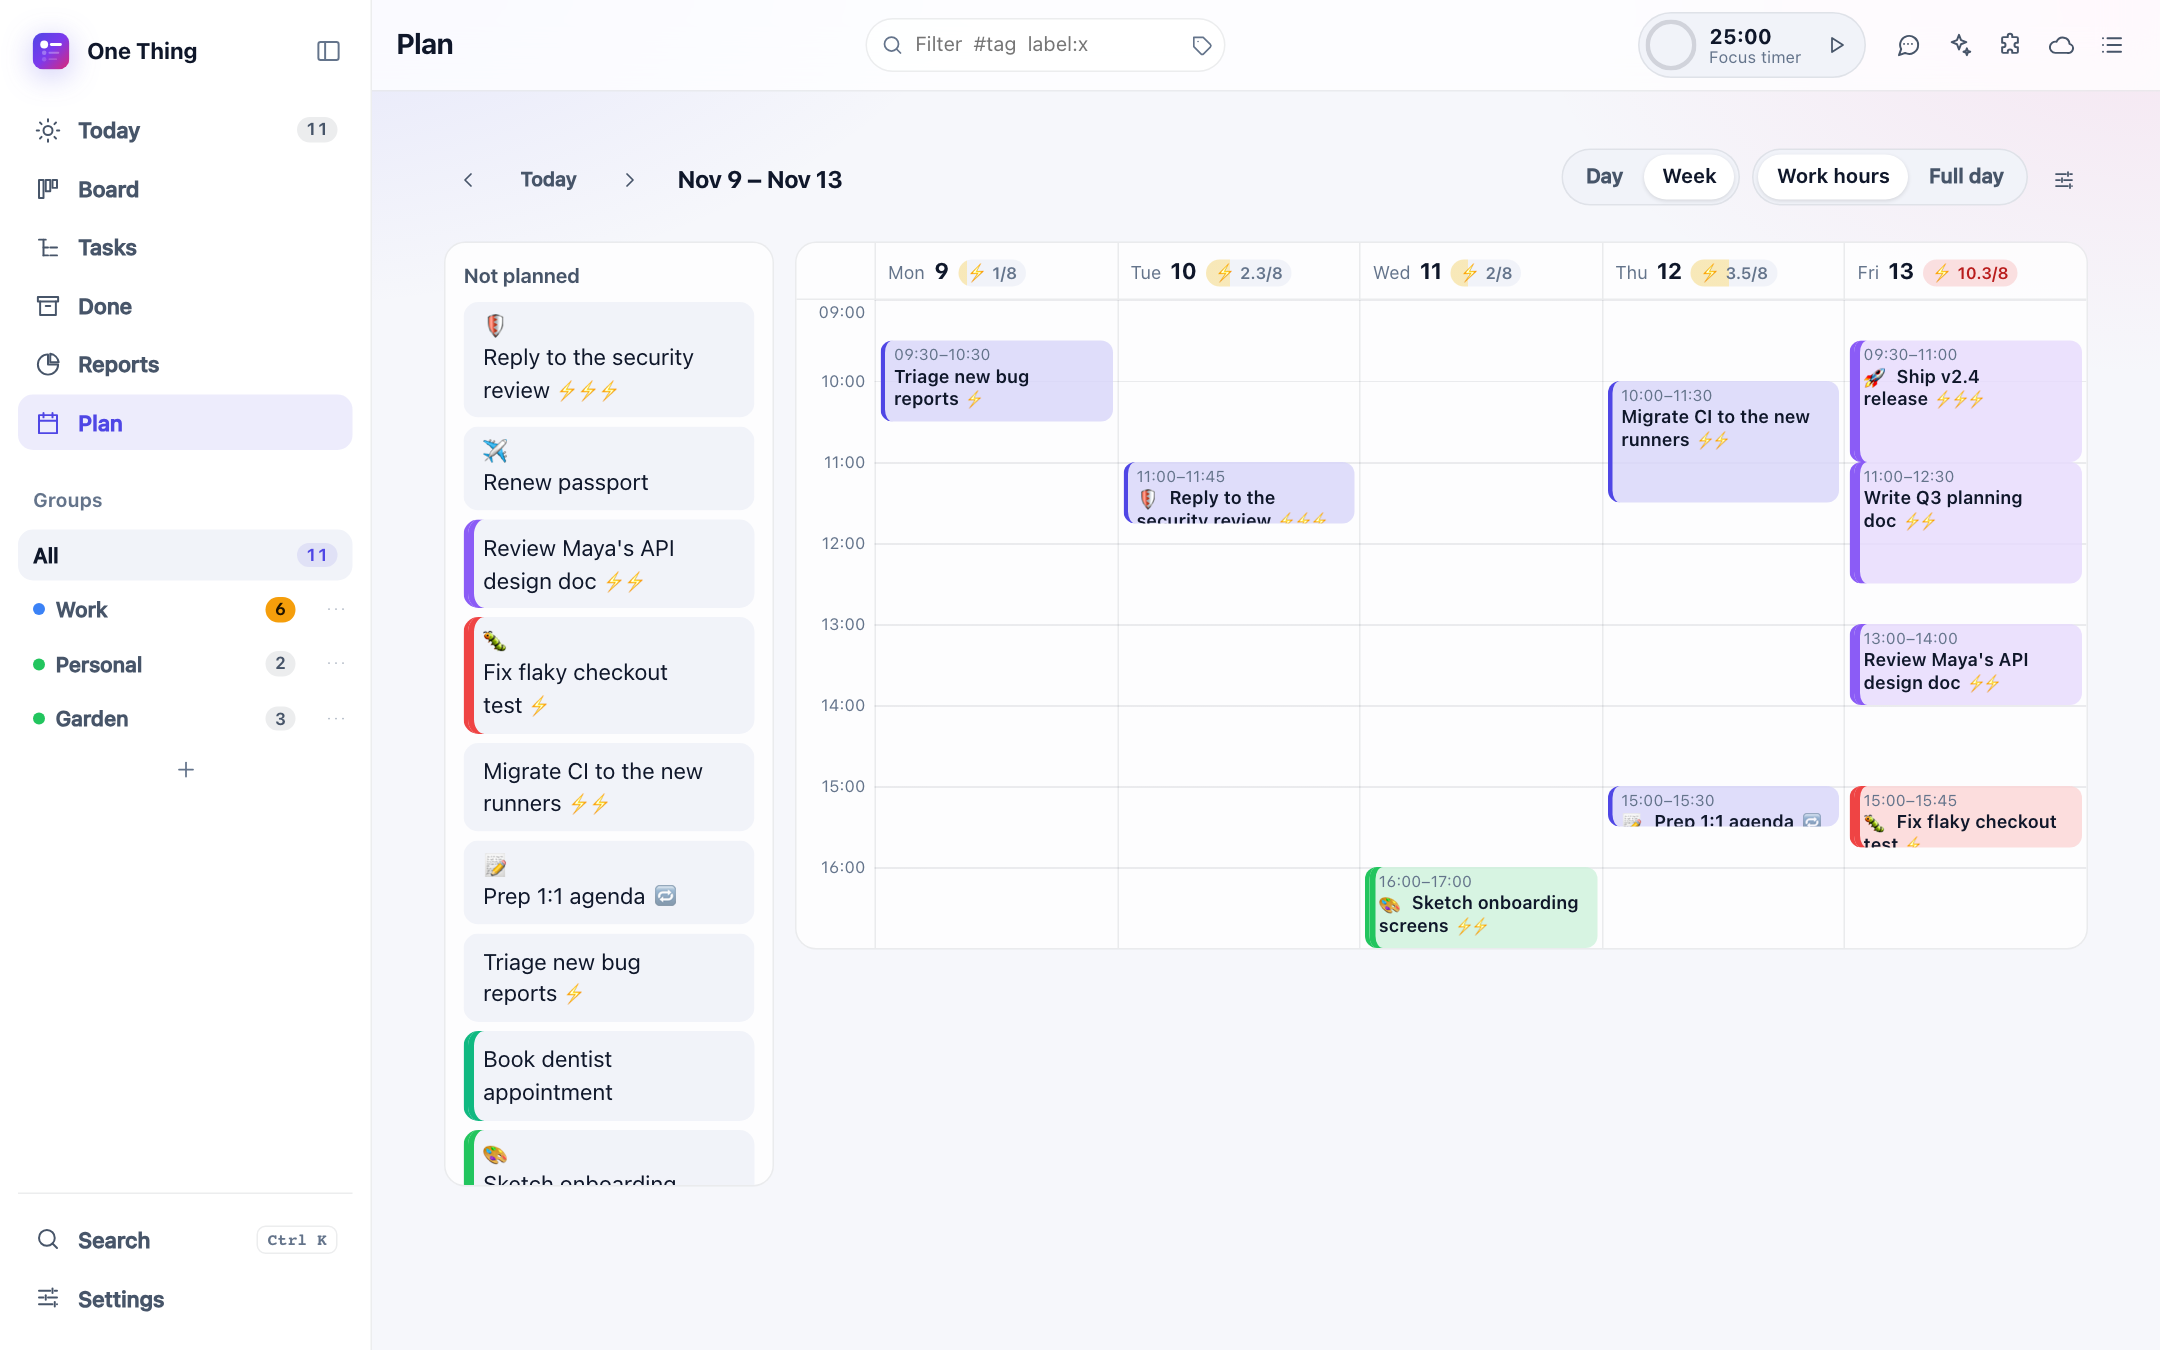 One Thing
Today 11
Board
Tasks
Done
Reports
Plan
Groups
All 11
Work 6
Personal 2
Garden 3
Search Ctrl K
Settings
Plan
Filter #tag label:x
25:00
Focus timer
Today
Nov 9 – Nov 13
Day Week
Work hours Full day
Not planned
Reply to the security
review ⚡⚡⚡
Renew passport
Review Maya's API
design doc ⚡⚡
Fix flaky checkout
test ⚡
Migrate CI to the new
runners ⚡⚡
Prep 1:1 agenda 🔁
Triage new bug
reports ⚡
Book dentist
appointment
Sketch onboarding
Mon 9 ⚡ 1/8
Tue 10 ⚡ 2.3/8
Wed 11 ⚡ 2/8
Thu 12 ⚡ 3.5/8
Fri 13 ⚡ 10.3/8
09:00
10:00
11:00
12:00
13:00
14:00
15:00
16:00
09:30–10:30
Triage new bug
reports ⚡
11:00–11:45
Reply to the
security review ⚡⚡⚡
16:00–17:00
Sketch onboarding
screens ⚡⚡
10:00–11:30
Migrate CI to the new
runners ⚡⚡
15:00–15:30
Prep 1:1 agenda 🔁
09:30–11:00
🚀 Ship v2.4
release ⚡⚡⚡
11:00–12:30
Write Q3 planning
doc ⚡⚡
13:00–14:00
Review Maya's API
design doc ⚡⚡
15:00–15:45
Fix flaky checkout
test ⚡